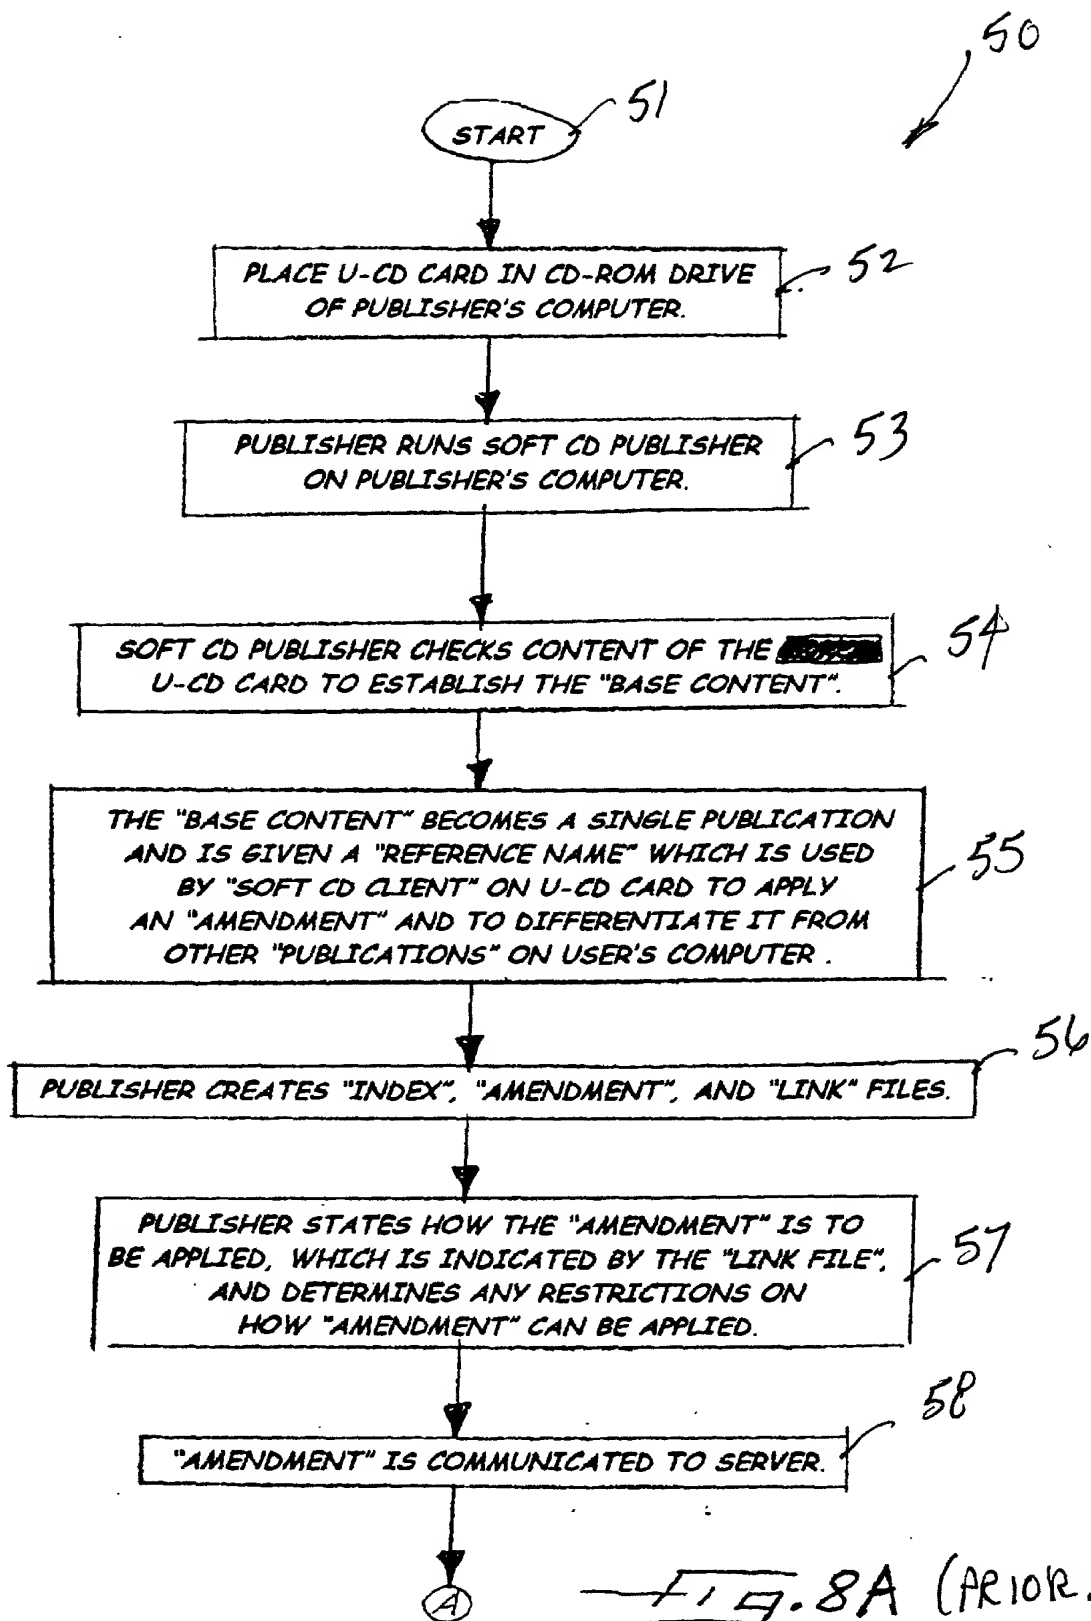 50
START
51
PLACE U-CD CARD IN CD-ROM DRIVE
OF PUBLISHER'S COMPUTER.
52
PUBLISHER RUNS SOFT CD PUBLISHER
ON PUBLISHER'S COMPUTER.
53
SOFT CD PUBLISHER CHECKS CONTENT OF THE
U-CD CARD TO ESTABLISH THE "BASE CONTENT".
54
THE "BASE CONTENT" BECOMES A SINGLE PUBLICATION
AND IS GIVEN A "REFERENCE NAME" WHICH IS USED
BY "SOFT CD CLIENT" ON U-CD CARD TO APPLY
AN "AMENDMENT" AND TO DIFFERENTIATE IT FROM
OTHER "PUBLICATIONS" ON USER'S COMPUTER .
55
PUBLISHER CREATES "INDEX", "AMENDMENT", AND "LINK" FILES.
56
PUBLISHER STATES HOW THE "AMENDMENT" IS TO
BE APPLIED, WHICH IS INDICATED BY THE "LINK FILE",
AND DETERMINES ANY RESTRICTIONS ON
HOW "AMENDMENT" CAN BE APPLIED.
57
"AMENDMENT" IS COMMUNICATED TO SERVER.
58
A
FIG. 8A (PRIOR.